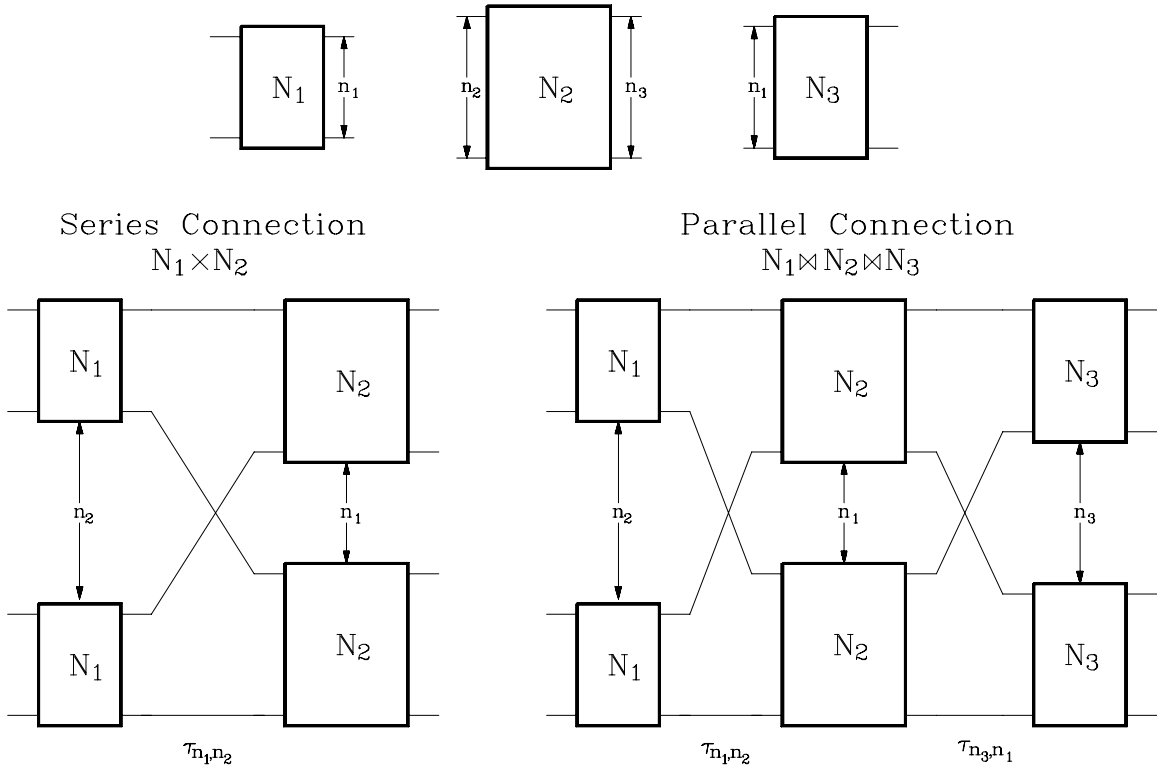 N₁ n₁
n₂ N₂ n₃
n₁ N₃
Series Connection
N₁×N₂
N₁
N₂
n₂
n₁
N₁
N₂
τn₁,n₂
Parallel Connection
N₁⋈N₂⋈N₃
N₁
N₂
N₃
n₂
n₁
n₃
N₁
N₂
N₃
τn₁,n₂
τn₃,n₁